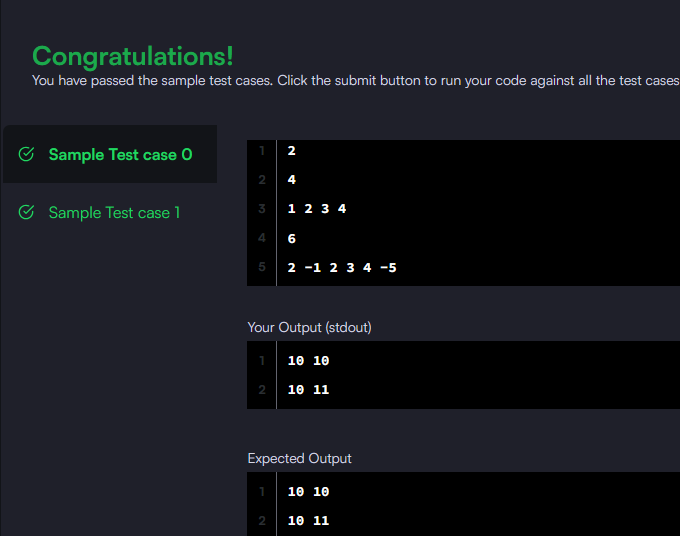 Congratulations!
You have passed the sample test cases. Click the submit button to run your code against all the test cases
Sample Test case 0
Sample Test case 1
1 2
2 4
3 1 2 3 4
4 6
5 2 -1 2 3 4 -5
Your Output (stdout)
1 10 10
2 10 11
Expected Output
1 10 10
2 10 11